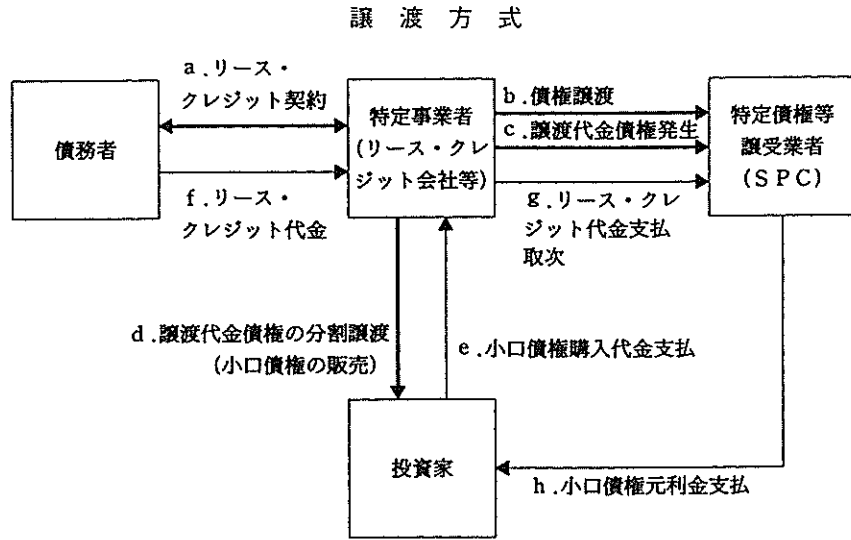 譲渡方式
a.リース・
クレジット契約
債務者
f.リース・
クレジット代金
特定事業者
(リース・クレ
ジット会社等)
b.債権譲渡
c.譲渡代金債権発生
g.リース・クレ
ジット代金支払
取次
特定債権等
譲受業者
(SPC)
d.譲渡代金債権の分割譲渡
(小口債権の販売)
e.小口債権購入代金支払
投資家
h.小口債権元利金支払